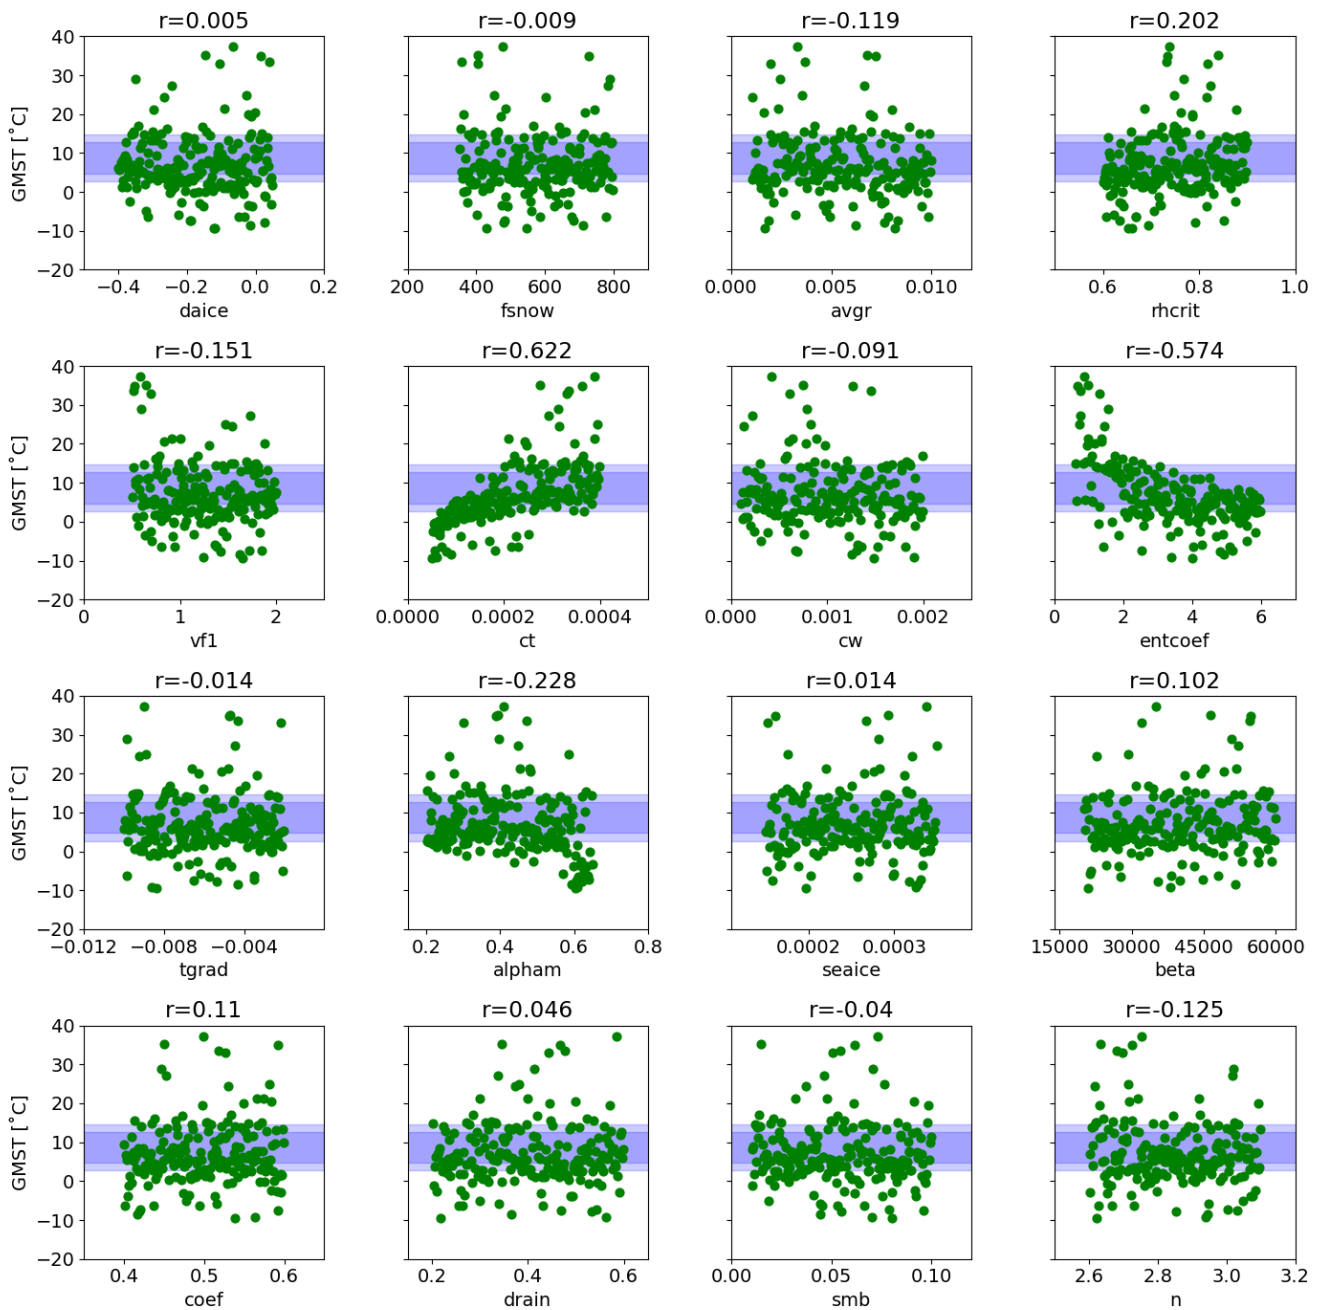 r=0.005 r=-0.009 r=-0.119 r=0.202
40
30
20
10
0
−10
−20
GMST [˚C]
−0.4 −0.2 0.0 0.2 200 400 600 800 0.000 0.005 0.010 0.6 0.8 1.0
daice fsnow avgr rhcrit
r=-0.151 r=0.622 r=-0.091 r=-0.574
40
30
20
10
0
−10
−20
GMST [˚C]
0 1 2 0.0000 0.0002 0.0004 0.000 0.001 0.002 0 2 4 6
vf1 ct cw entcoef
r=-0.014 r=-0.228 r=0.014 r=0.102
40
30
20
10
0
−10
−20
GMST [˚C]
−0.012 −0.008 −0.004 0.2 0.4 0.6 0.8 0.0002 0.0003 15000 30000 45000 60000
tgrad alpham seaice beta
r=0.11 r=0.046 r=-0.04 r=-0.125
40
30
20
10
0
−10
−20
GMST [˚C]
0.4 0.5 0.6 0.2 0.4 0.6 0.00 0.05 0.10 2.6 2.8 3.0 3.2
coef drain smb n